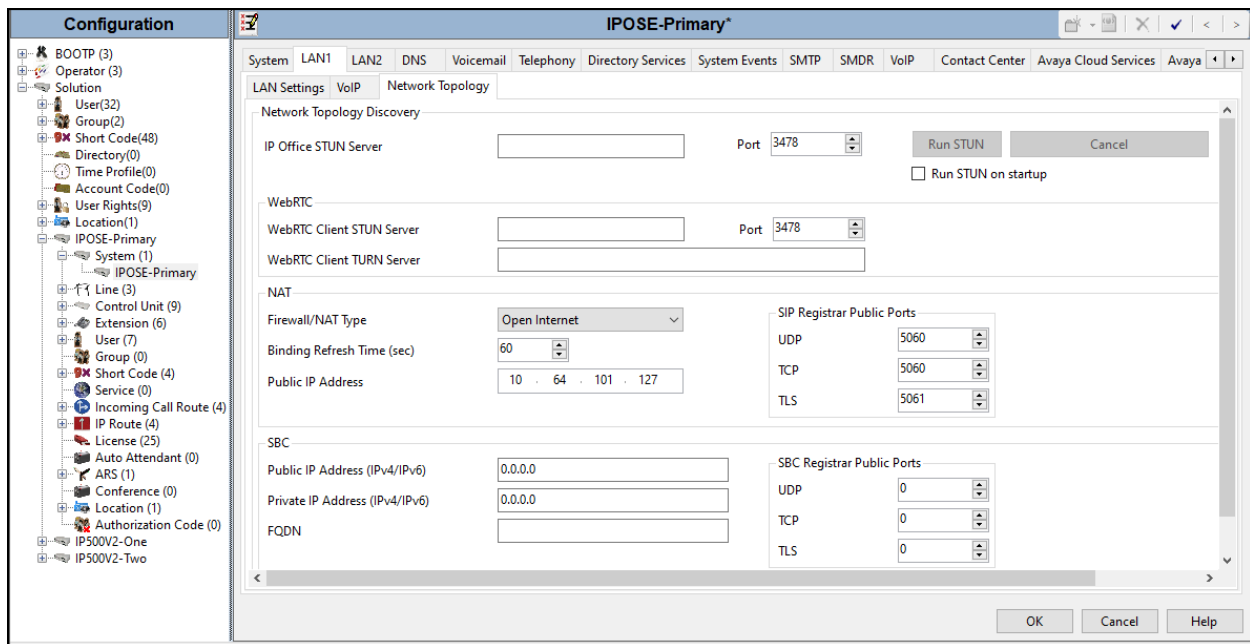 Configuration
BOOTP (3)
Operator (3)
Solution
User(32)
Group(2)
Short Code(48)
Directory(0)
Time Profile(0)
Account Code(0)
User Rights(9)
Location(1)
IPOSE-Primary
System (1)
IPOSE-Primary
Line (3)
Control Unit (9)
Extension (6)
User (7)
Group (0)
Short Code (4)
Service (0)
Incoming Call Route (4)
IP Route (4)
License (25)
Auto Attendant (0)
ARS (1)
Conference (0)
Location (1)
Authorization Code (0)
IP500V2-One
IP500V2-Two
IPOSE-Primary*
System LAN1 LAN2 DNS Voicemail Telephony Directory Services System Events SMTP SMDR VoIP Contact Center Avaya Cloud Services Avaya
LAN Settings VoIP Network Topology
Network Topology Discovery
IP Office STUN Server Port 3478 Run STUN Cancel
Run STUN on startup
WebRTC
WebRTC Client STUN Server Port 3478
WebRTC Client TURN Server
NAT
Firewall/NAT Type Open Internet
Binding Refresh Time (sec) 60
Public IP Address 10 . 64 . 101 . 127
SIP Registrar Public Ports
UDP 5060
TCP 5060
TLS 5061
SBC
Public IP Address (IPv4/IPv6) 0.0.0.0
Private IP Address (IPv4/IPv6) 0.0.0.0
FQDN
SBC Registrar Public Ports
UDP 0
TCP 0
TLS 0
OK Cancel Help